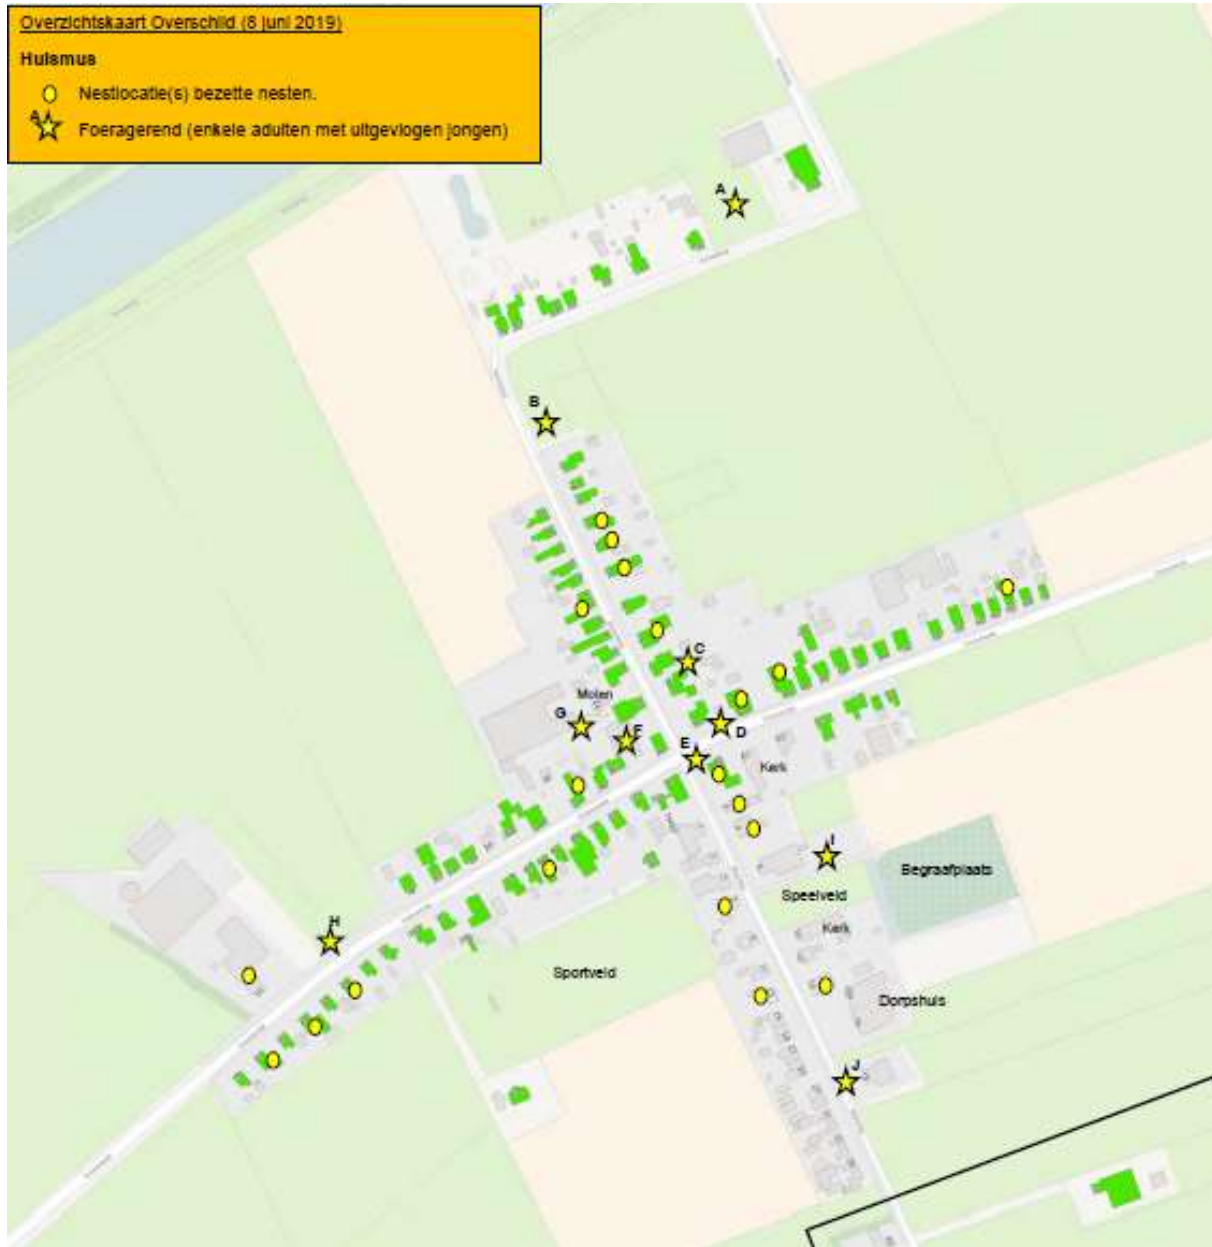 Overzichtskaart Overschild (8 juni 2019)
Huismus
Nestlocatie(s) bezette nesten.
A
Foeragerend (enkele adulten met uitgevlogen jongen)
A
B
C
Molen
G
F
D
E
Kerk
I
Begraafplaats
Speelveld
H
Kerk
Sportveld
Dorpshuis
J